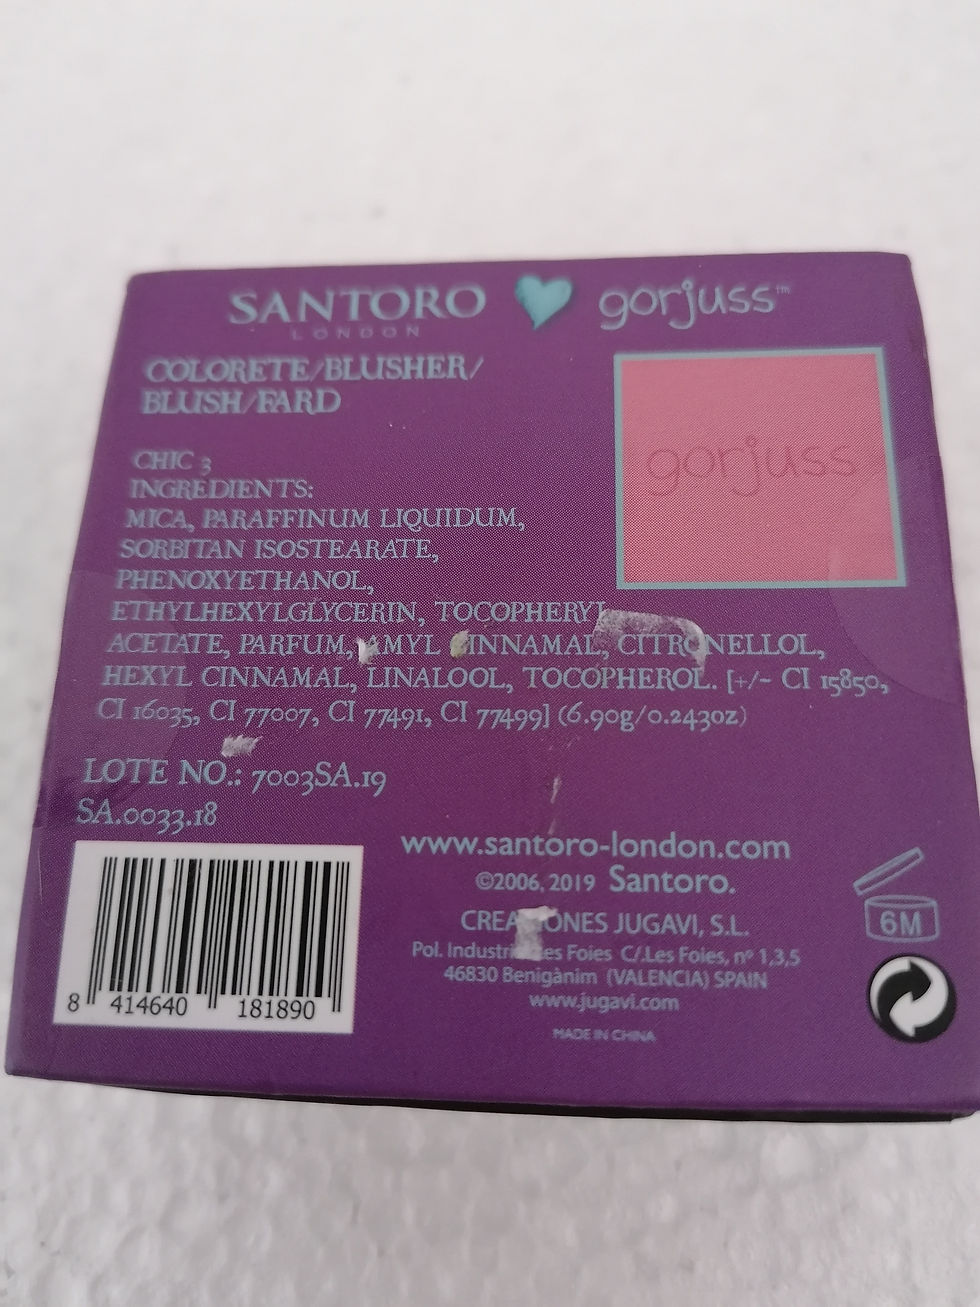 SANTORO gorjuss™
LONDON
COLORETE/BLUSHER/
BLUSH/FARD
gorjuss
CHIC 3
INGREDIENTS:
MICA, PARAFFINUM LIQUIDUM,
SORBITAN ISOSTEARATE,
PHENOXYETHANOL,
ETHYLHEXYLGLYCERIN, TOCOPHERYL
ACETATE, PARFUM, AMYL CINNAMAL, CITRONELLOL,
HEXYL CINNAMAL, LINALOOL, TOCOPHEROL. [+/- CI 15850,
CI 16035, CI 77007, CI 77491, CI 77499] (6.90g/0.243oz)
LOTE NO.: 7003SA.19
SA.0033.18
www.santoro-london.com
©2006, 2019 Santoro.
CREACIONES JUGAVI, S.L.
Pol. Industrial Les Foies C/.Les Foies, nº 1,3,5
46830 Benigànim (VALENCIA) SPAIN
www.jugavi.com
MADE IN CHINA
6M
8 414640 181890